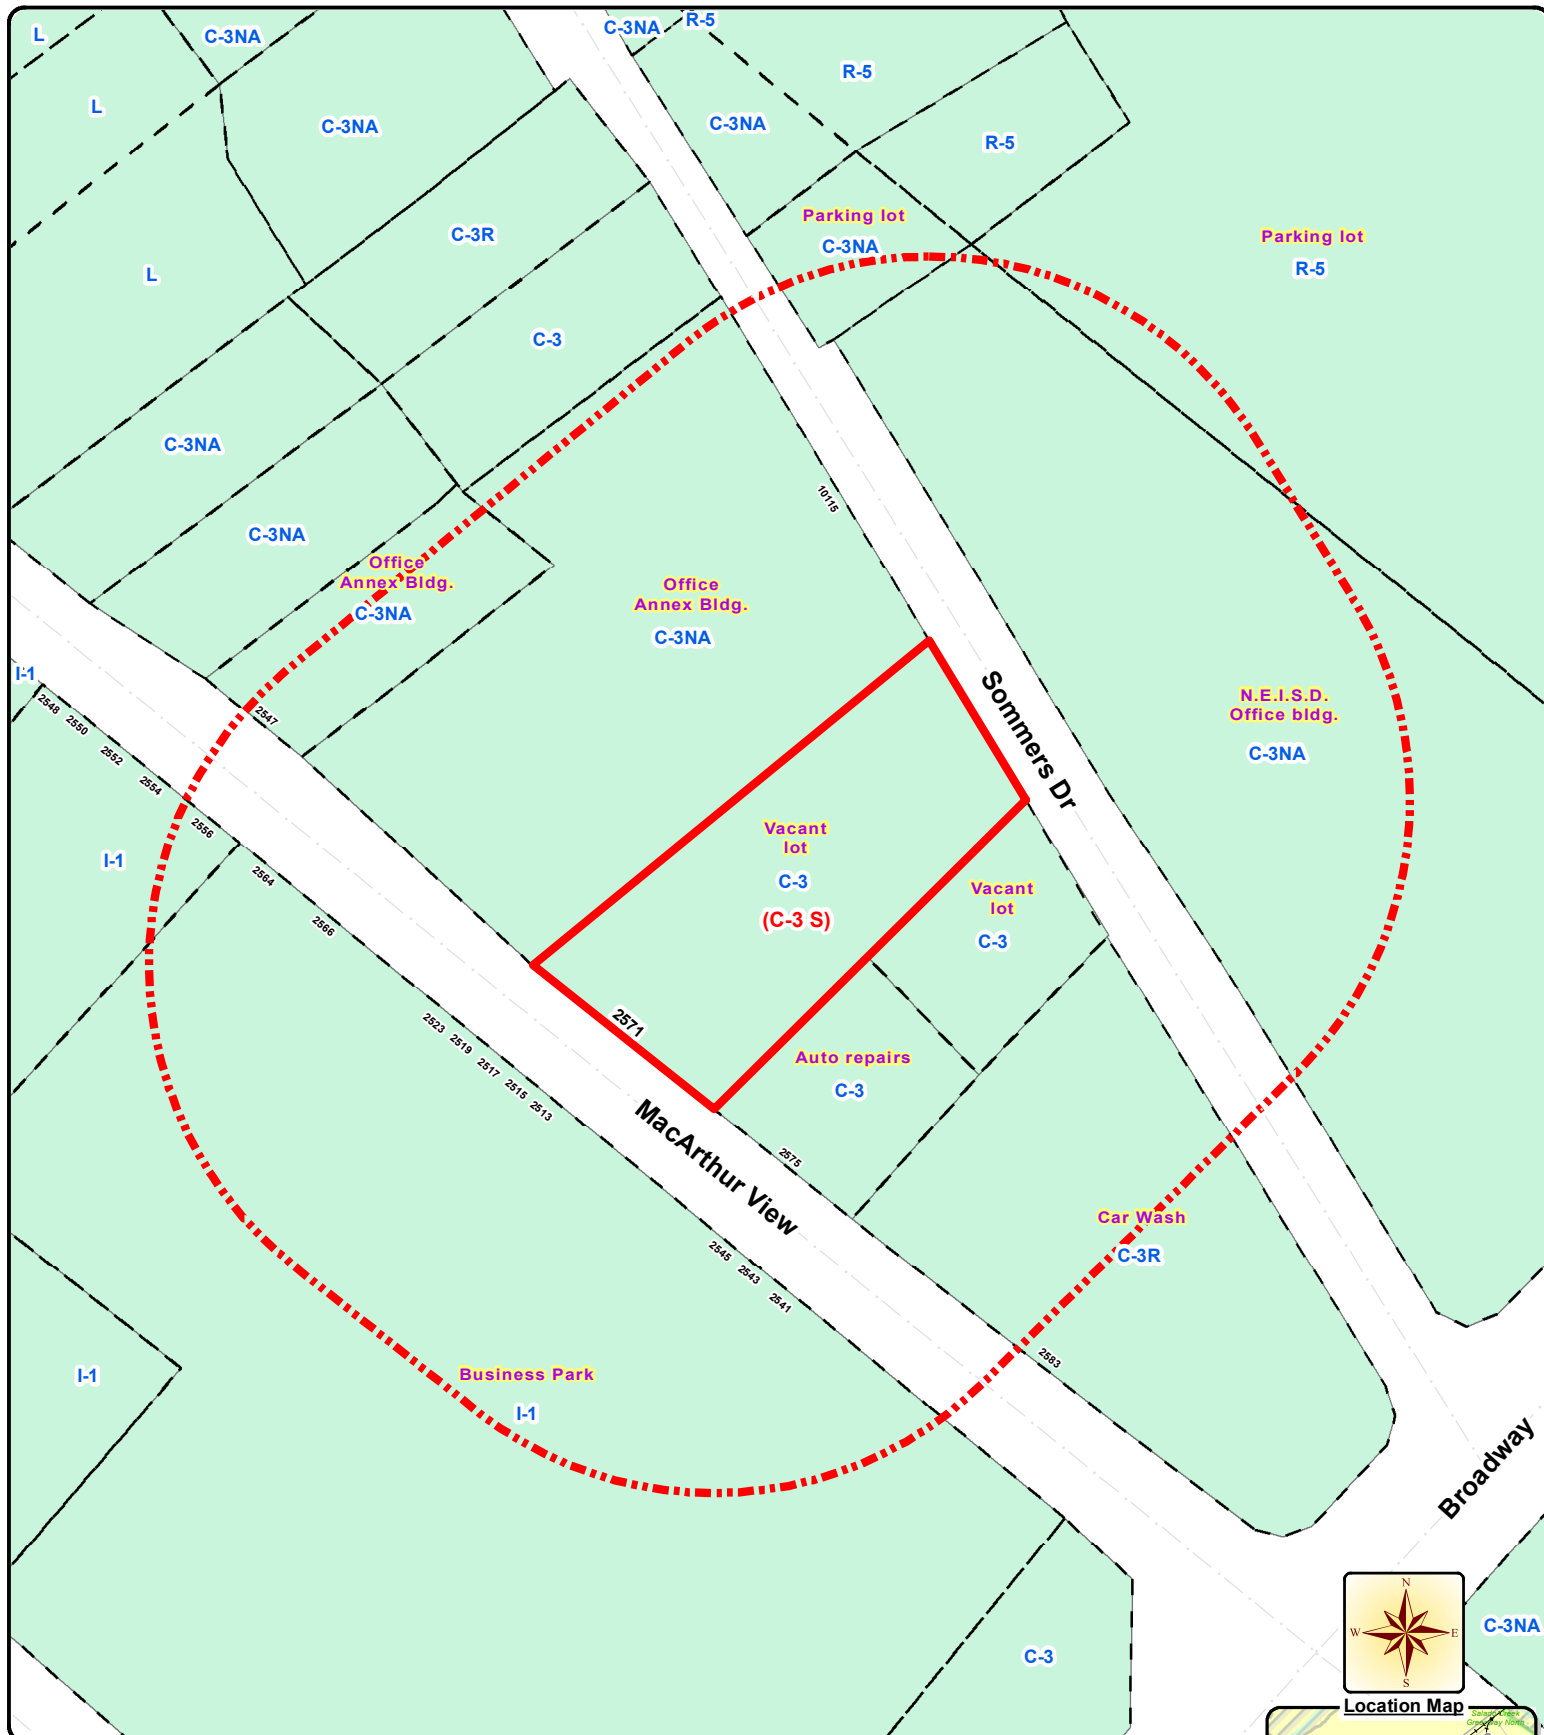 L
C-3NA
C-3NA
R-5
R-5
L
C-3NA
C-3NA
R-5
Parking lot
C-3NA
Parking lot
R-5
C-3R
L
C-3
C-3NA
10115
C-3NA
Office
Annex Bldg.
C-3NA
Office
Annex Bldg.
C-3NA
I-1
2548
2550
2552
2554
2556
2547
Sommers Dr
N.E.I.S.D.
Office bldg.
C-3NA
I-1
2564
2566
Vacant
lot
C-3
(C-3 S)
Vacant
lot
C-3
2571
2523
2519
2517
2515
2513
Auto repairs
C-3
MacArthur View
2575
Car Wash
C-3R
2545
2543
2541
2583
I-1
Business Park
I-1
Broadway
N
W
E
S
C-3NA
C-3
Location Map
Salado Creek
Greenway North